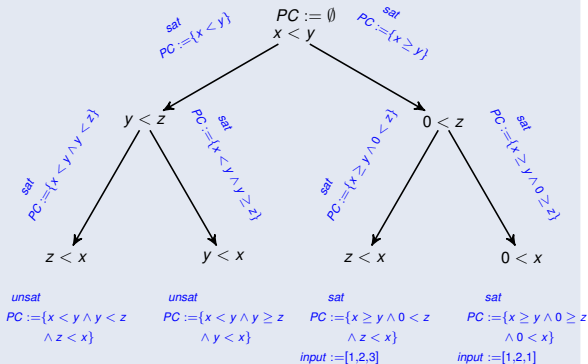 PC := ∅
sat
PC :={x < y}
x < y
sat
PC :={x ≥ y}
sat
PC :={x < y ∧ y < z}
y < z
sat
PC :={x < y ∧ y ≥ z}
sat
PC :={x ≥ y ∧ 0 < z}
0 < z
sat
PC :={x ≥ y ∧ 0 ≥ z}
z < x
y < x
z < x
0 < x
unsat
PC :={x < y ∧ y < z
∧ z < x}
unsat
PC :={x < y ∧ y ≥ z
∧ y < x}
sat
PC :={x ≥ y ∧ 0 < z
∧ z < x}
input :=[1,2,3]
sat
PC :={x ≥ y ∧ 0 ≥ z
∧ 0 < x}
input :=[1,2,1]